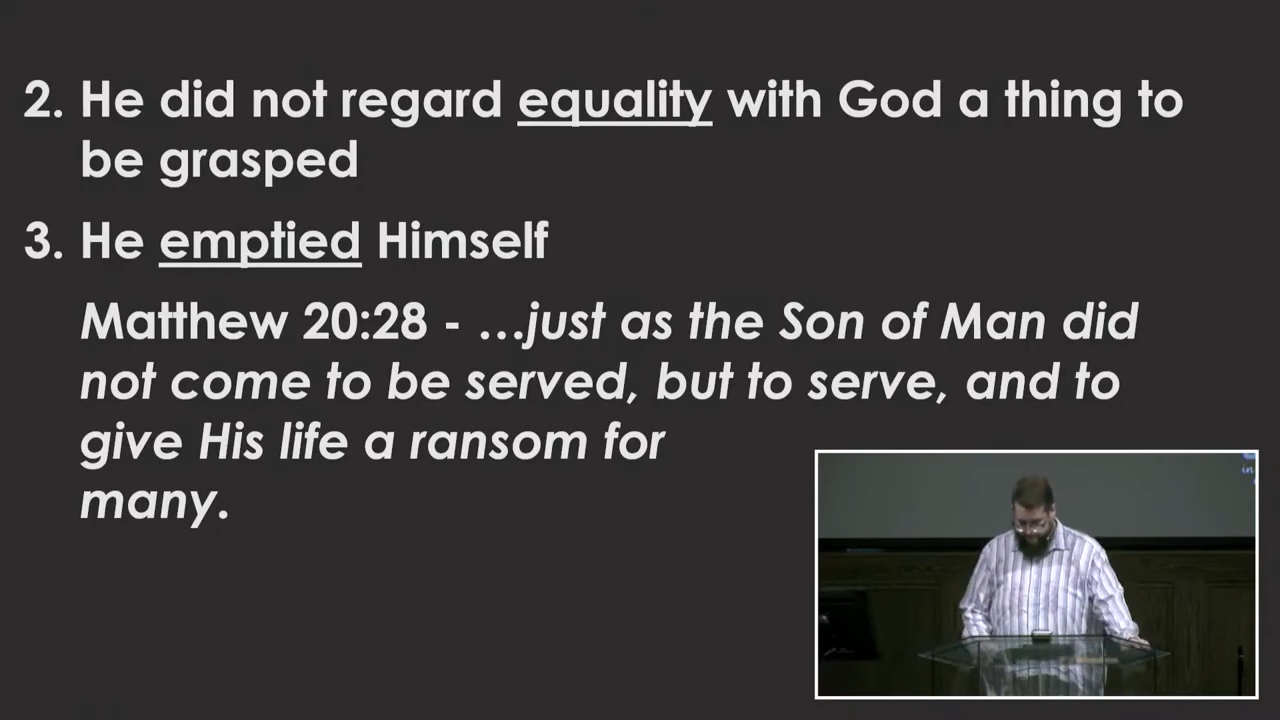 2. He did not regard equality with God a thing to
be grasped
3. He emptied Himself
Matthew 20:28 - ...just as the Son of Man did
not come to be served, but to serve, and to
give His life a ransom for
many.
in